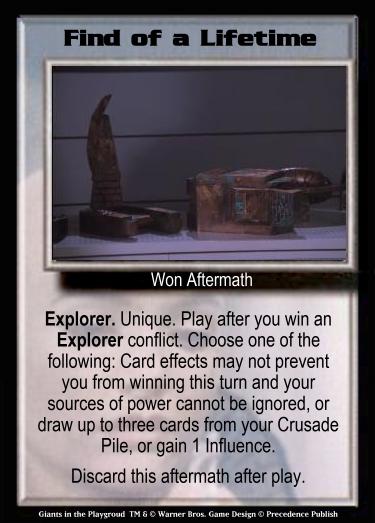 Find of a Lifetime
Won Aftermath
Explorer. Unique. Play after you win an
Explorer conflict. Choose one of the
following: Card effects may not prevent
you from winning this turn and your
sources of power cannot be ignored, or
draw up to three cards from your Crusade
Pile, or gain 1 Influence.
Discard this aftermath after play.
Giants in the Playgroud TM & © Warner Bros. Game Design © Precedence Publish